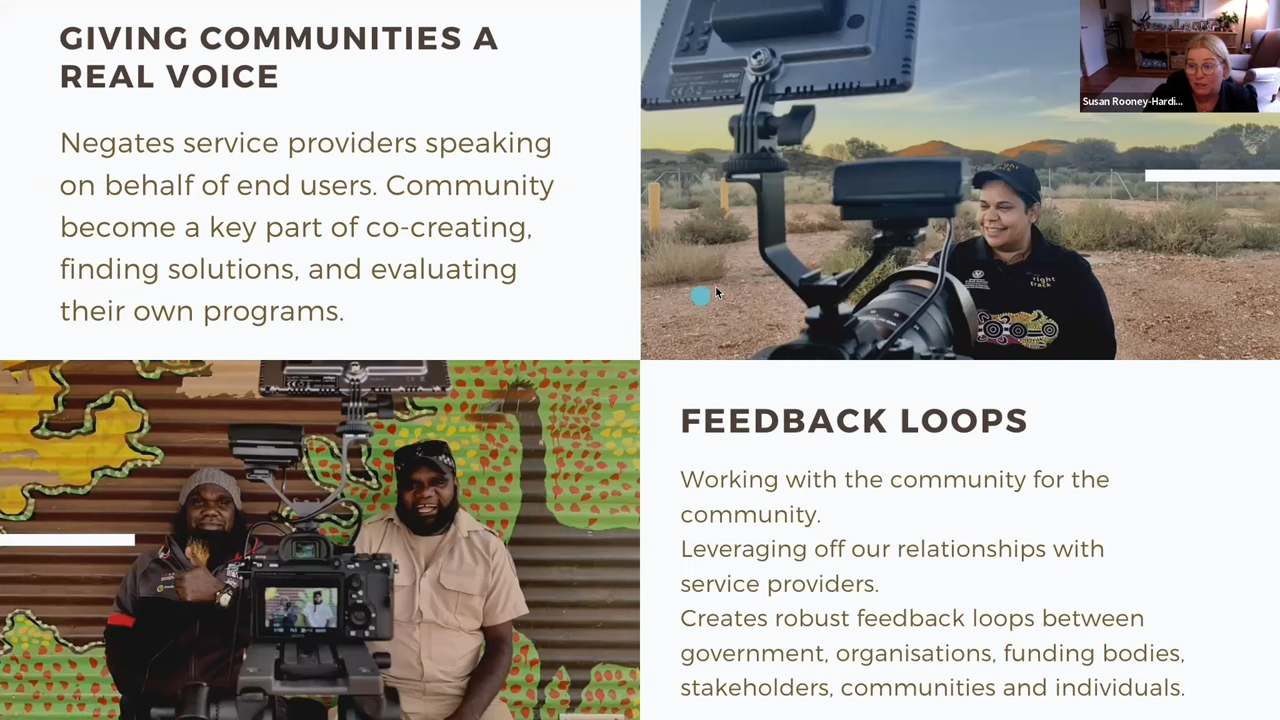 GIVING COMMUNITIES A
REAL VOICE
Negates service providers speaking
on behalf of end users. Community
become a key part of co-creating,
finding solutions, and evaluating
their own programs.
Susan Rooney-Hardi...
right
track
FEEDBACK LOOPS
Working with the community for the
community.
Leveraging off our relationships with
service providers.
Creates robust feedback loops between
government, organisations, funding bodies,
stakeholders, communities and individuals.